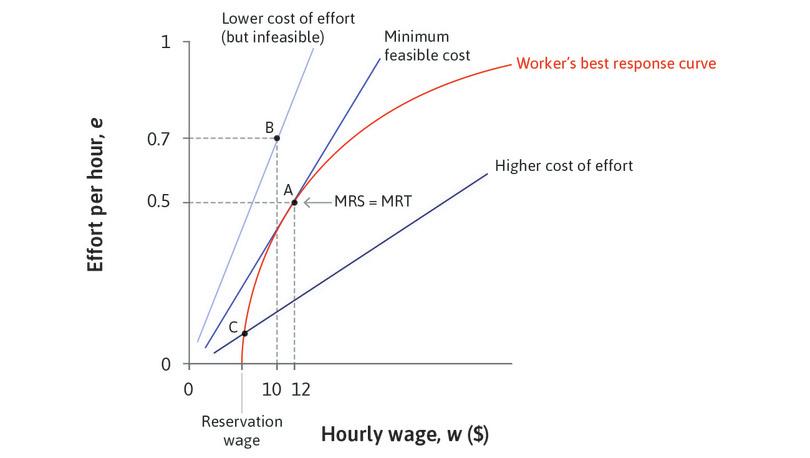 Lower cost of effort
(but infeasible)
Minimum
feasible cost
Worker's best response curve
Higher cost of effort
MRS = MRT
Effort per hour, e
1
0.7
0.5
0
B
A
C
0
10
12
Reservation
wage
Hourly wage, w ($)